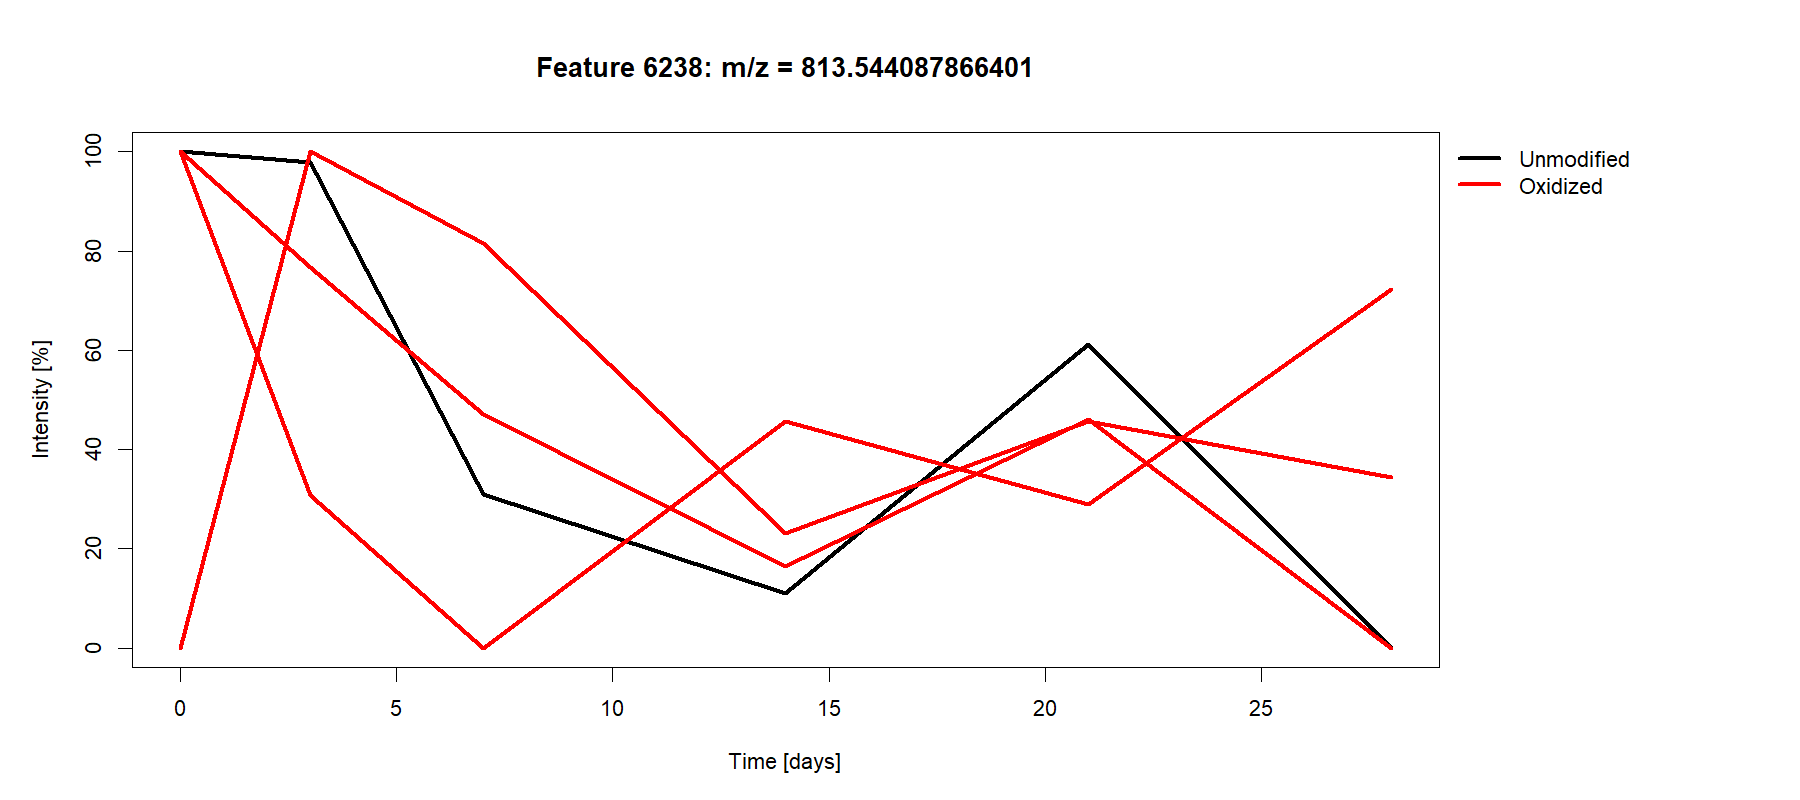 Feature 6238: m/z = 813.544087866401
Unmodified
Oxidized
Intensity [%]
100
80
60
40
20
0
0 5 10 15 20 25
Time [days]